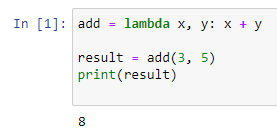 In [1]: add = lambda x, y: x + y
result = add(3, 5)
print(result)
8